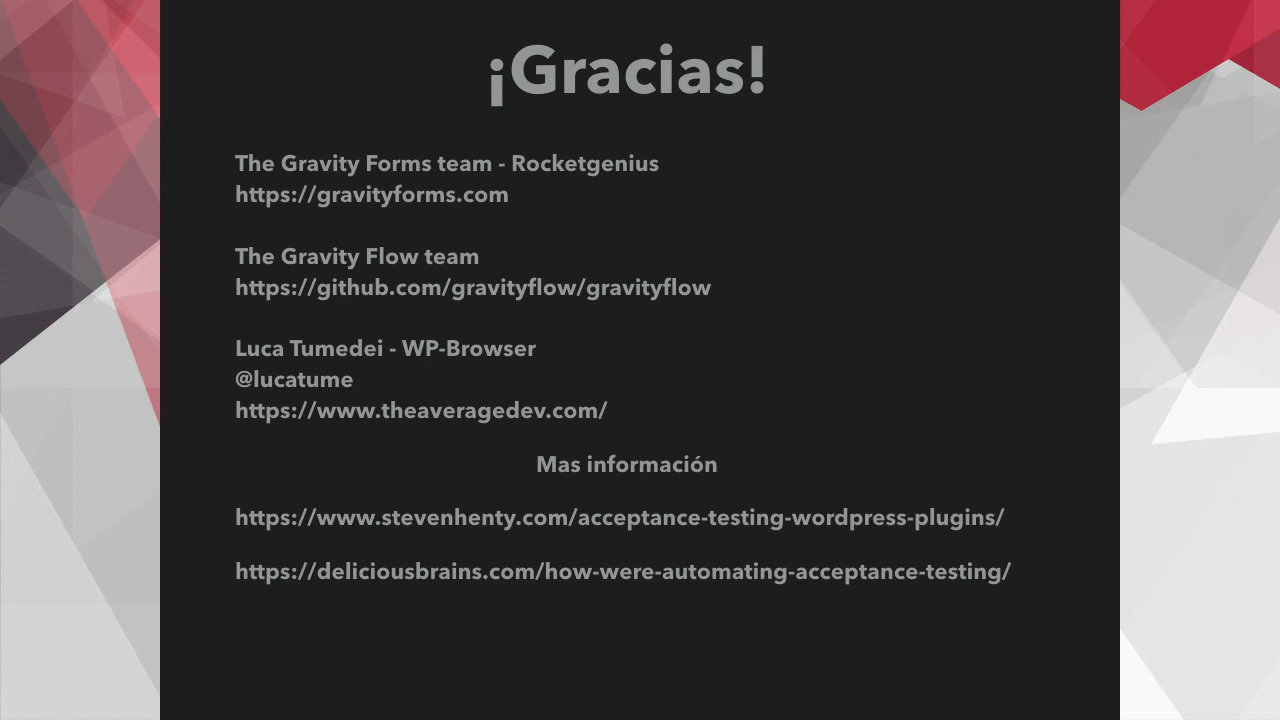 ¡Gracias!
The Gravity Forms team - Rocketgenius
https://gravityforms.com
The Gravity Flow team
https://github.com/gravityflow/gravityflow
Luca Tumedei - WP-Browser
@lucatume
https://www.theaveragedev.com/
Mas información
https://www.stevenhenty.com/acceptance-testing-wordpress-plugins/
https://deliciousbrains.com/how-were-automating-acceptance-testing/